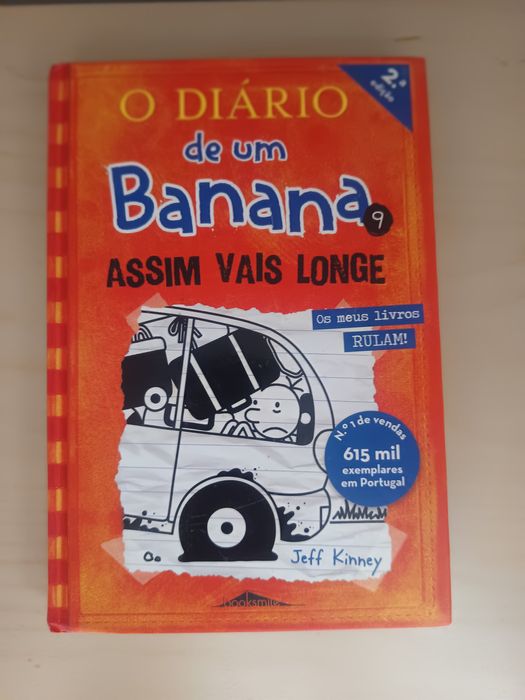 2.ª
edição
O DIÁRIO
de um
Banana
9
ASSIM VAIS LONGE
Os meus livros
RULAM!
N.º 1 de vendas
615 mil
exemplares
em Portugal
Jeff Kinney
booksmile